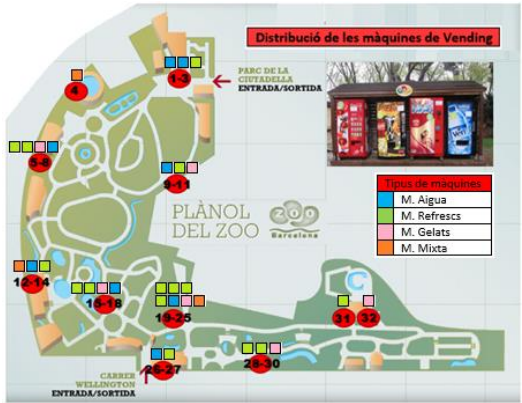 Distribució de les màquines de Vending
PARC DE LA
CIUTADELLA
ENTRADA/SORTIDA
1-3
4
5-8
9-11
PLÀNOL
DEL ZOO
ZOO
Barcelona
Tipus de màquines
M. Aigua
M. Refrescs
M. Gelats
M. Mixta
12-14
15-18
19-25
31
32
26-27
28-30
CARRER
WELLINGTON
ENTRADA/SORTIDA